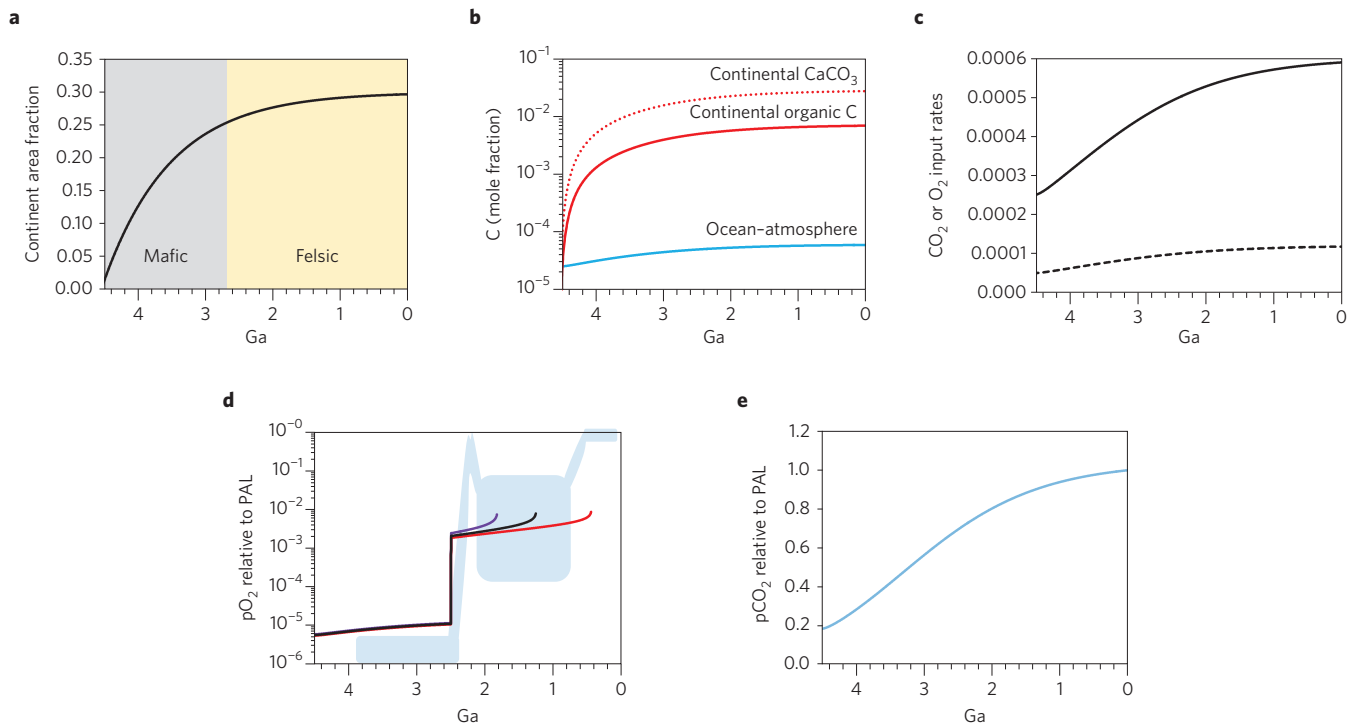 a
Continent area fraction
0.35
0.30
0.25
0.20
0.15
0.10
0.05
0.00
Mafic
Felsic
4 3 2 1 0
Ga
b
C (mole fraction)
10⁻¹
10⁻²
10⁻³
10⁻⁴
10⁻⁵
Continental CaCO₃
Continental organic C
Ocean–atmosphere
4 3 2 1 0
Ga
c
CO₂ or O₂ input rates
0.0006
0.0005
0.0004
0.0003
0.0002
0.0001
0.000
4 3 2 1 0
Ga
d
pO₂ relative to PAL
10⁻⁰
10⁻¹
10⁻²
10⁻³
10⁻⁴
10⁻⁵
10⁻⁶
4 3 2 1 0
Ga
e
pCO₂ relative to PAL
1.2
1.0
0.8
0.6
0.4
0.2
0.0
4 3 2 1 0
Ga